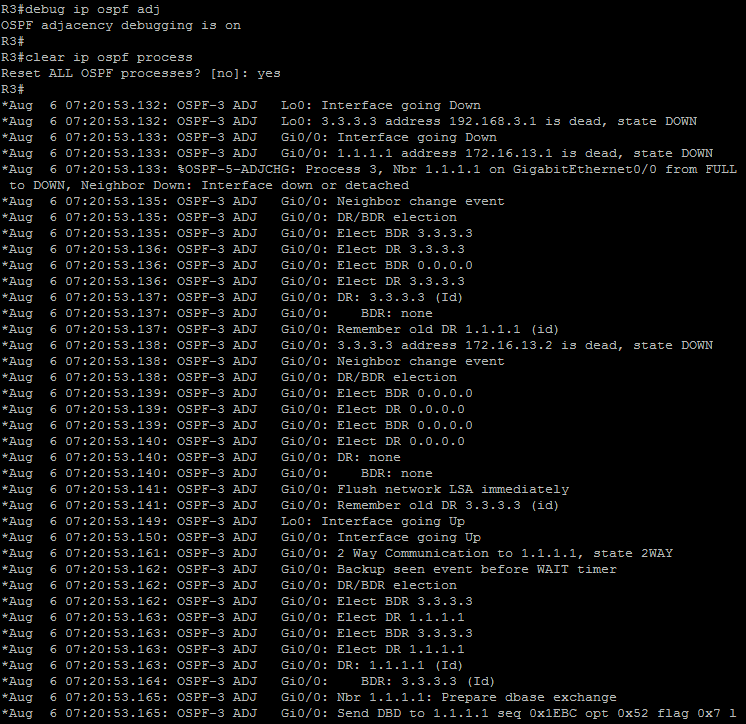 R3#debug ip ospf adj
OSPF adjacency debugging is on
R3#
R3#clear ip ospf process
Reset ALL OSPF processes? [no]: yes
R3#
*Aug  6 07:20:53.132: OSPF-3 ADJ   Lo0: Interface going Down
*Aug  6 07:20:53.132: OSPF-3 ADJ   Lo0: 3.3.3.3 address 192.168.3.1 is dead, state DOWN
*Aug  6 07:20:53.133: OSPF-3 ADJ   Gi0/0: Interface going Down
*Aug  6 07:20:53.133: OSPF-3 ADJ   Gi0/0: 1.1.1.1 address 172.16.13.1 is dead, state DOWN
*Aug  6 07:20:53.133: %OSPF-5-ADJCHG: Process 3, Nbr 1.1.1.1 on GigabitEthernet0/0 from FULL
 to DOWN, Neighbor Down: Interface down or detached
*Aug  6 07:20:53.135: OSPF-3 ADJ   Gi0/0: Neighbor change event
*Aug  6 07:20:53.135: OSPF-3 ADJ   Gi0/0: DR/BDR election
*Aug  6 07:20:53.135: OSPF-3 ADJ   Gi0/0: Elect BDR 3.3.3.3
*Aug  6 07:20:53.136: OSPF-3 ADJ   Gi0/0: Elect DR 3.3.3.3
*Aug  6 07:20:53.136: OSPF-3 ADJ   Gi0/0: Elect BDR 0.0.0.0
*Aug  6 07:20:53.136: OSPF-3 ADJ   Gi0/0: Elect DR 3.3.3.3
*Aug  6 07:20:53.137: OSPF-3 ADJ   Gi0/0: DR: 3.3.3.3 (Id)
*Aug  6 07:20:53.137: OSPF-3 ADJ   Gi0/0:    BDR: none
*Aug  6 07:20:53.137: OSPF-3 ADJ   Gi0/0: Remember old DR 1.1.1.1 (id)
*Aug  6 07:20:53.138: OSPF-3 ADJ   Gi0/0: 3.3.3.3 address 172.16.13.2 is dead, state DOWN
*Aug  6 07:20:53.138: OSPF-3 ADJ   Gi0/0: Neighbor change event
*Aug  6 07:20:53.138: OSPF-3 ADJ   Gi0/0: DR/BDR election
*Aug  6 07:20:53.139: OSPF-3 ADJ   Gi0/0: Elect BDR 0.0.0.0
*Aug  6 07:20:53.139: OSPF-3 ADJ   Gi0/0: Elect DR 0.0.0.0
*Aug  6 07:20:53.139: OSPF-3 ADJ   Gi0/0: Elect BDR 0.0.0.0
*Aug  6 07:20:53.140: OSPF-3 ADJ   Gi0/0: Elect DR 0.0.0.0
*Aug  6 07:20:53.140: OSPF-3 ADJ   Gi0/0: DR: none
*Aug  6 07:20:53.140: OSPF-3 ADJ   Gi0/0:    BDR: none
*Aug  6 07:20:53.141: OSPF-3 ADJ   Gi0/0: Flush network LSA immediately
*Aug  6 07:20:53.141: OSPF-3 ADJ   Gi0/0: Remember old DR 3.3.3.3 (id)
*Aug  6 07:20:53.149: OSPF-3 ADJ   Lo0: Interface going Up
*Aug  6 07:20:53.150: OSPF-3 ADJ   Gi0/0: Interface going Up
*Aug  6 07:20:53.161: OSPF-3 ADJ   Gi0/0: 2 Way Communication to 1.1.1.1, state 2WAY
*Aug  6 07:20:53.162: OSPF-3 ADJ   Gi0/0: Backup seen event before WAIT timer
*Aug  6 07:20:53.162: OSPF-3 ADJ   Gi0/0: DR/BDR election
*Aug  6 07:20:53.162: OSPF-3 ADJ   Gi0/0: Elect BDR 3.3.3.3
*Aug  6 07:20:53.163: OSPF-3 ADJ   Gi0/0: Elect DR 1.1.1.1
*Aug  6 07:20:53.163: OSPF-3 ADJ   Gi0/0: Elect BDR 3.3.3.3
*Aug  6 07:20:53.163: OSPF-3 ADJ   Gi0/0: Elect DR 1.1.1.1
*Aug  6 07:20:53.163: OSPF-3 ADJ   Gi0/0: DR: 1.1.1.1 (Id)
*Aug  6 07:20:53.164: OSPF-3 ADJ   Gi0/0:    BDR: 3.3.3.3 (Id)
*Aug  6 07:20:53.165: OSPF-3 ADJ   Gi0/0: Nbr 1.1.1.1: Prepare dbase exchange
*Aug  6 07:20:53.165: OSPF-3 ADJ   Gi0/0: Send DBD to 1.1.1.1 seq 0x1EBC opt 0x52 flag 0x7 l